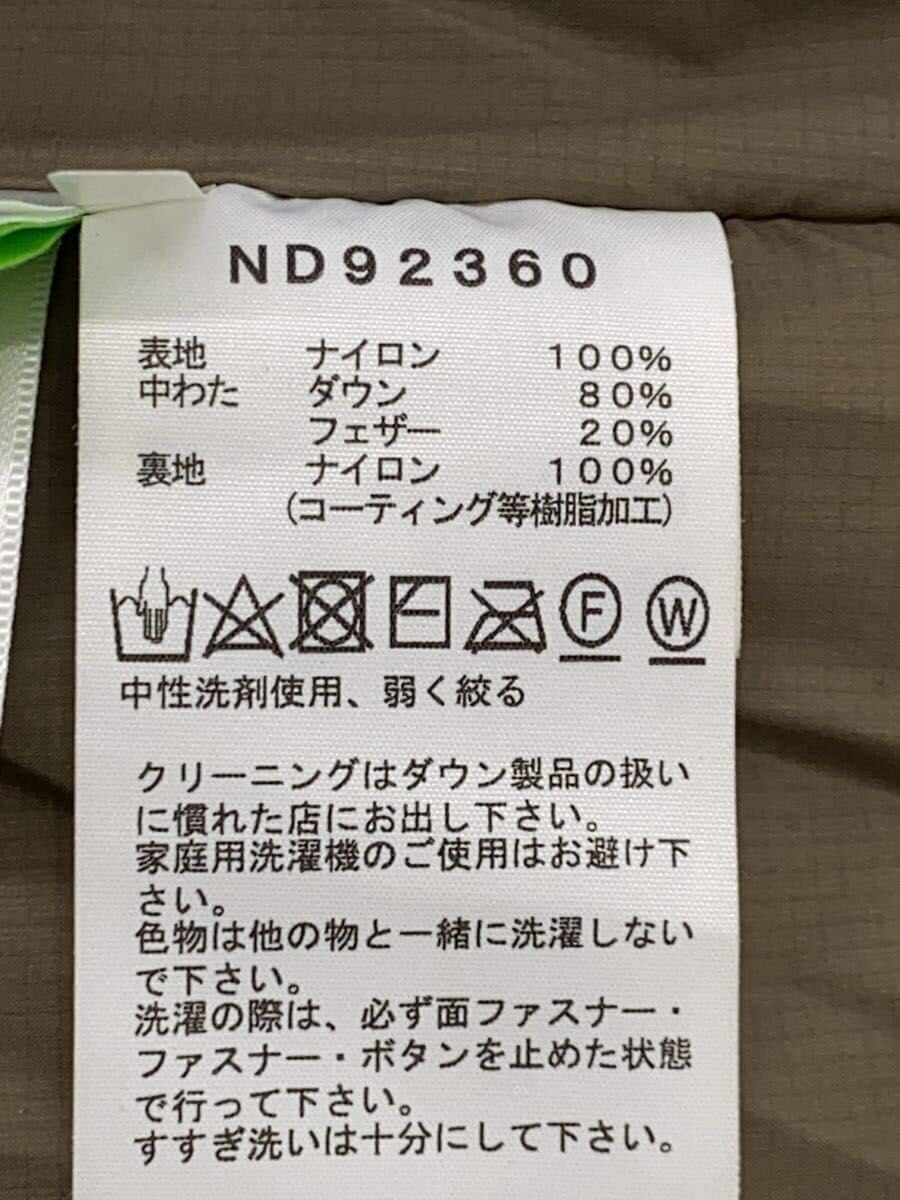 ND92360
表地 ナイロン 100%
中わた ダウン 80%
フェザー 20%
裏地 ナイロン 100%
(コーティング等樹脂加工)
F W
中性洗剤使用、弱く絞る
クリーニングはダウン製品の扱い
に慣れた店にお出し下さい。
家庭用洗濯機のご使用はお避け下
さい。
色物は他の物と一緒に洗濯しない
で下さい。
洗濯の際は、必ず面ファスナー・
ファスナー・ボタンを止めた状態
で行って下さい。
すすぎ洗いは十分にして下さい。